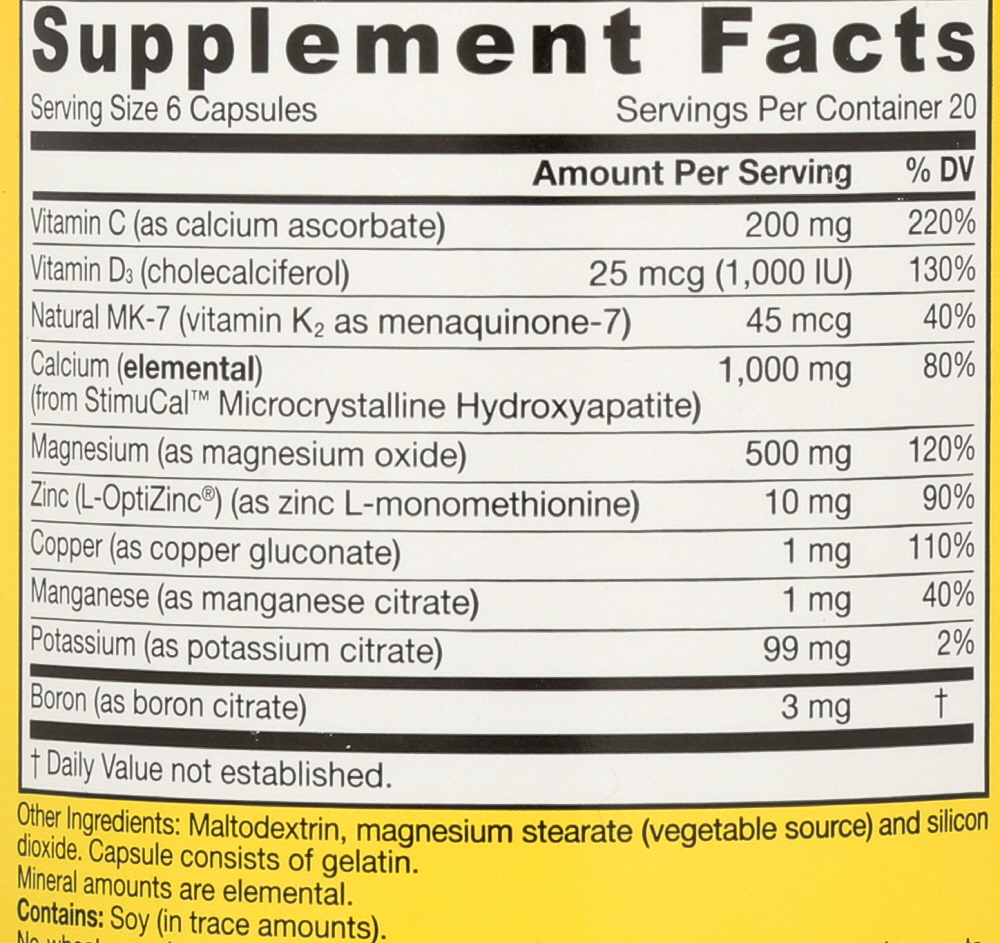 Supplement Facts
Serving Size 6 Capsules Servings Per Container 20
Amount Per Serving % DV
Vitamin C (as calcium ascorbate) 200 mg 220%
Vitamin D₃ (cholecalciferol) 25 mcg (1,000 IU) 130%
Natural MK-7 (vitamin K₂ as menaquinone-7) 45 mcg 40%
Calcium (elemental) 1,000 mg 80%
(from StimuCal™ Microcrystalline Hydroxyapatite)
Magnesium (as magnesium oxide) 500 mg 120%
Zinc (L-OptiZinc®) (as zinc L-monomethionine) 10 mg 90%
Copper (as copper gluconate) 1 mg 110%
Manganese (as manganese citrate) 1 mg 40%
Potassium (as potassium citrate) 99 mg 2%
Boron (as boron citrate) 3 mg †
† Daily Value not established.
Other Ingredients: Maltodextrin, magnesium stearate (vegetable source) and silicon
dioxide. Capsule consists of gelatin.
Mineral amounts are elemental.
Contains: Soy (in trace amounts).